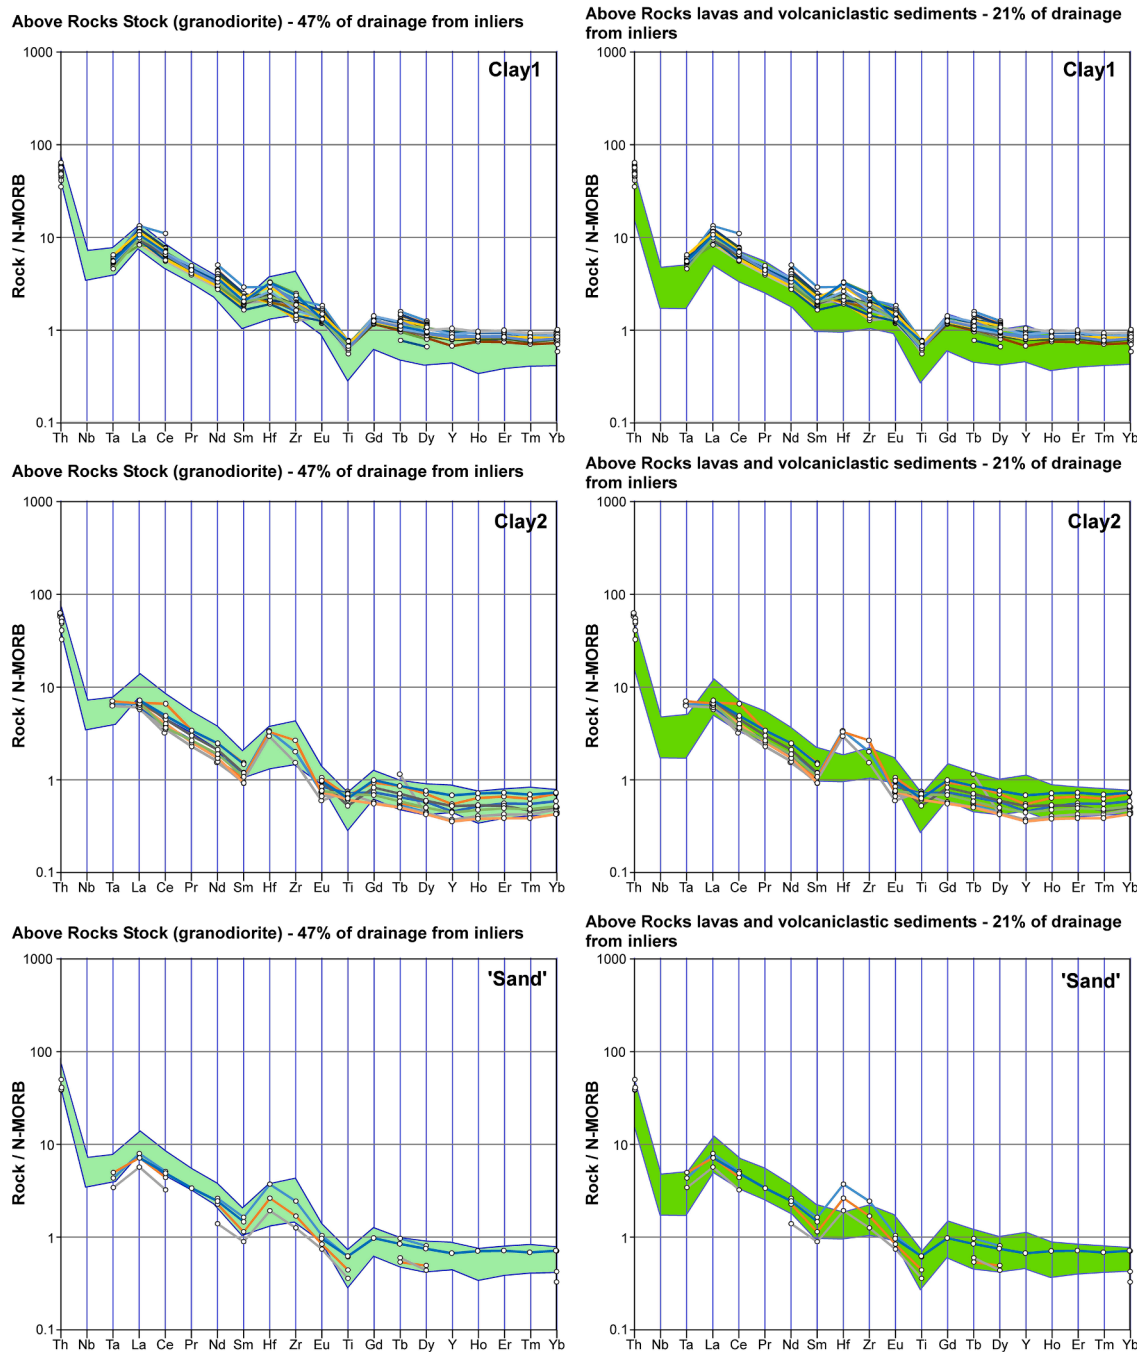 Above Rocks Stock (granodiorite) - 47% of drainage from inliers
Clay1
Rock / N-MORB
1000
100
10
1
0.1
Th Nb Ta La Ce Pr Nd Sm Hf Zr Eu Ti Gd Tb Dy Y Ho Er Tm Yb
Above Rocks lavas and volcaniclastic sediments - 21% of drainage
from inliers
Clay1
Rock / N-MORB
1000
100
10
1
0.1
Th Nb Ta La Ce Pr Nd Sm Hf Zr Eu Ti Gd Tb Dy Y Ho Er Tm Yb
Above Rocks Stock (granodiorite) - 47% of drainage from inliers
Clay2
Rock / N-MORB
1000
100
10
1
0.1
Th Nb Ta La Ce Pr Nd Sm Hf Zr Eu Ti Gd Tb Dy Y Ho Er Tm Yb
Above Rocks lavas and volcaniclastic sediments - 21% of drainage
from inliers
Clay2
Rock / N-MORB
1000
100
10
1
0.1
Th Nb Ta La Ce Pr Nd Sm Hf Zr Eu Ti Gd Tb Dy Y Ho Er Tm Yb
Above Rocks Stock (granodiorite) - 47% of drainage from inliers
'Sand'
Rock / N-MORB
1000
100
10
1
0.1
Th Nb Ta La Ce Pr Nd Sm Hf Zr Eu Ti Gd Tb Dy Y Ho Er Tm Yb
Above Rocks lavas and volcaniclastic sediments - 21% of drainage
from inliers
'Sand'
Rock / N-MORB
1000
100
10
1
0.1
Th Nb Ta La Ce Pr Nd Sm Hf Zr Eu Ti Gd Tb Dy Y Ho Er Tm Yb